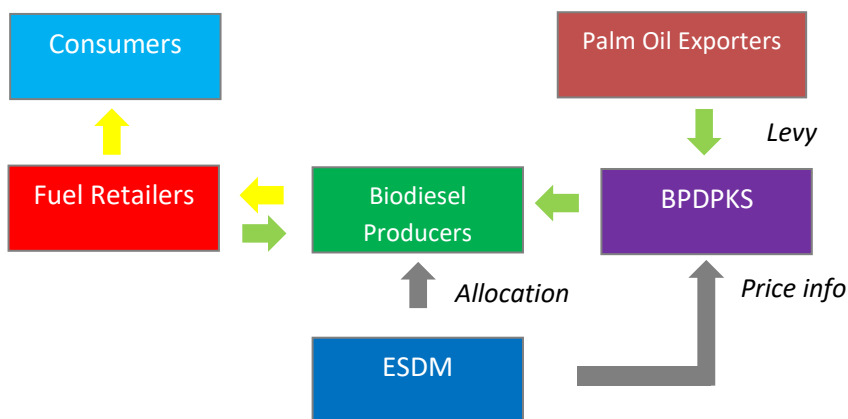 Consumers
Palm Oil Exporters
Levy
Fuel Retailers
Biodiesel
Producers
BPDPKS
Allocation
Price info
ESDM